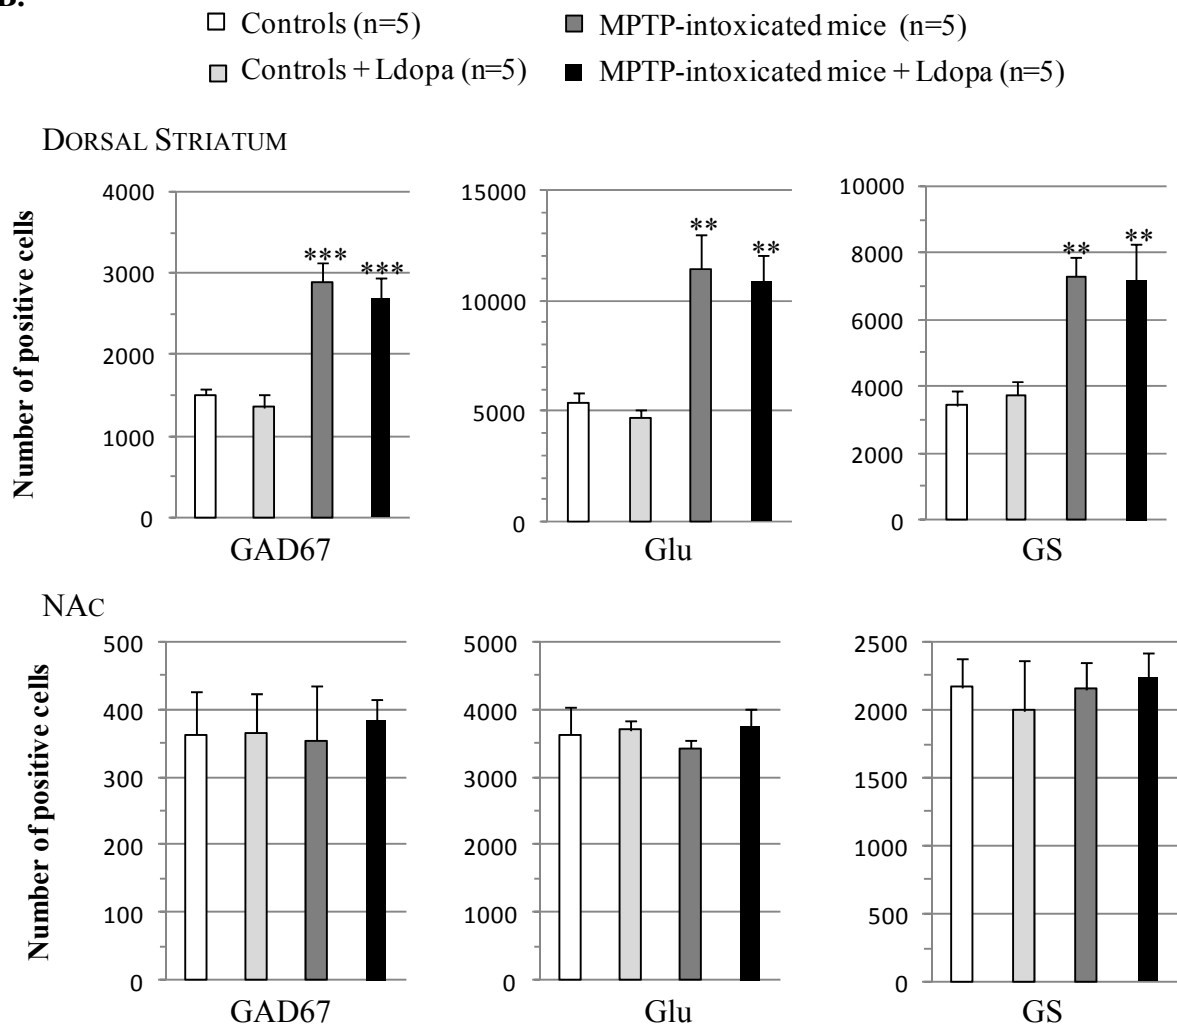 B.
Controls (n=5) MPTP-intoxicated mice (n=5)
Controls + Ldopa (n=5) MPTP-intoxicated mice + Ldopa (n=5)
DORSAL STRIATUM
Number of positive cells
4000
3000
2000
1000
0
*** ***
GAD67
15000
10000
5000
0
** **
Glu
10000
8000
6000
4000
2000
0
** **
GS
NAC
Number of positive cells
500
400
300
200
100
0
GAD67
5000
4000
3000
2000
1000
0
Glu
2500
2000
1500
1000
500
0
GS